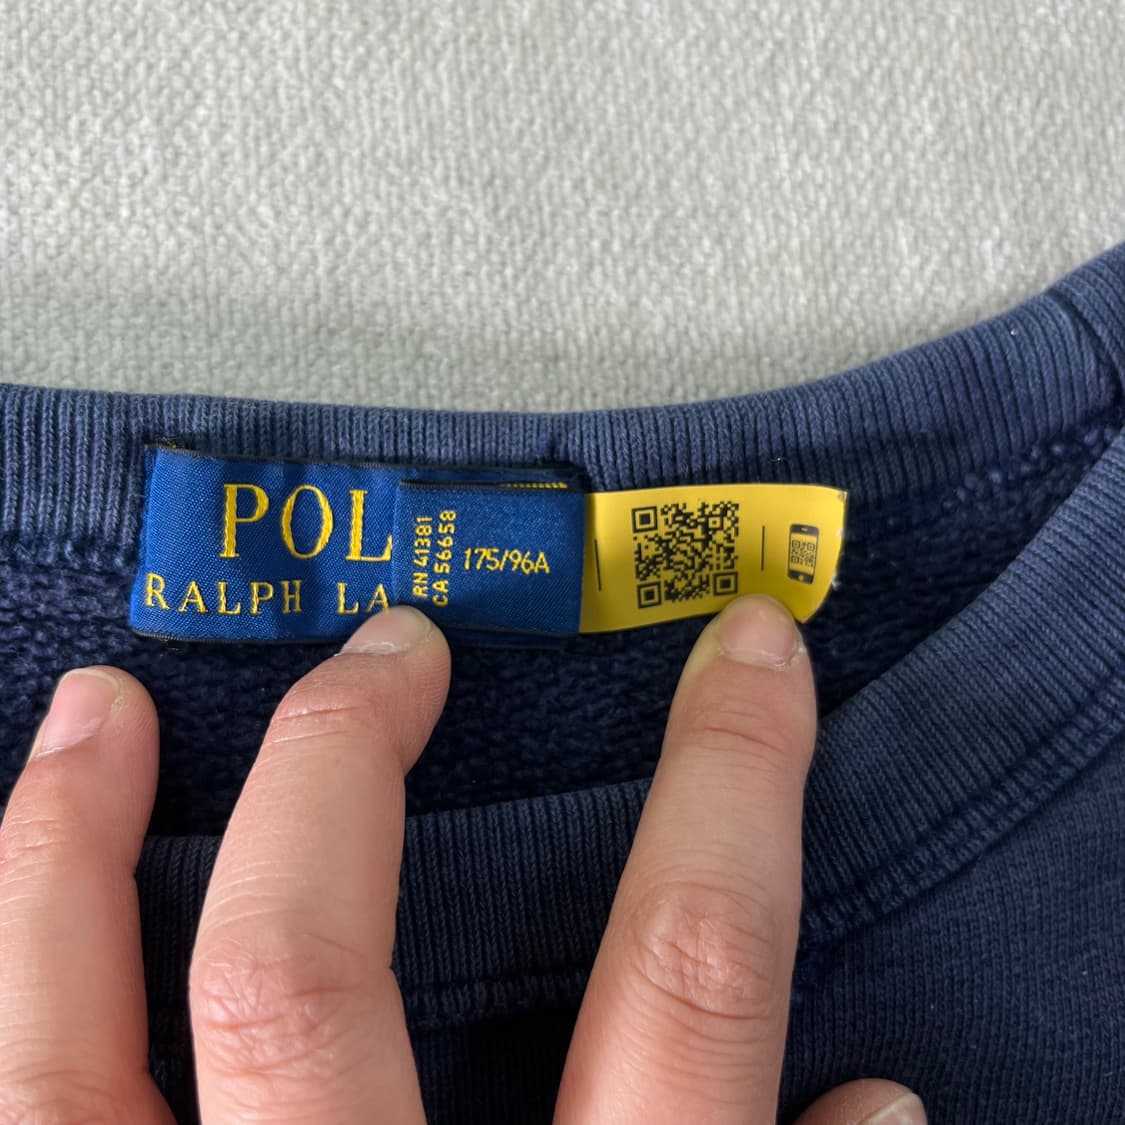 POL
RALPH LA
RN 41381
CA 56658
175/96A